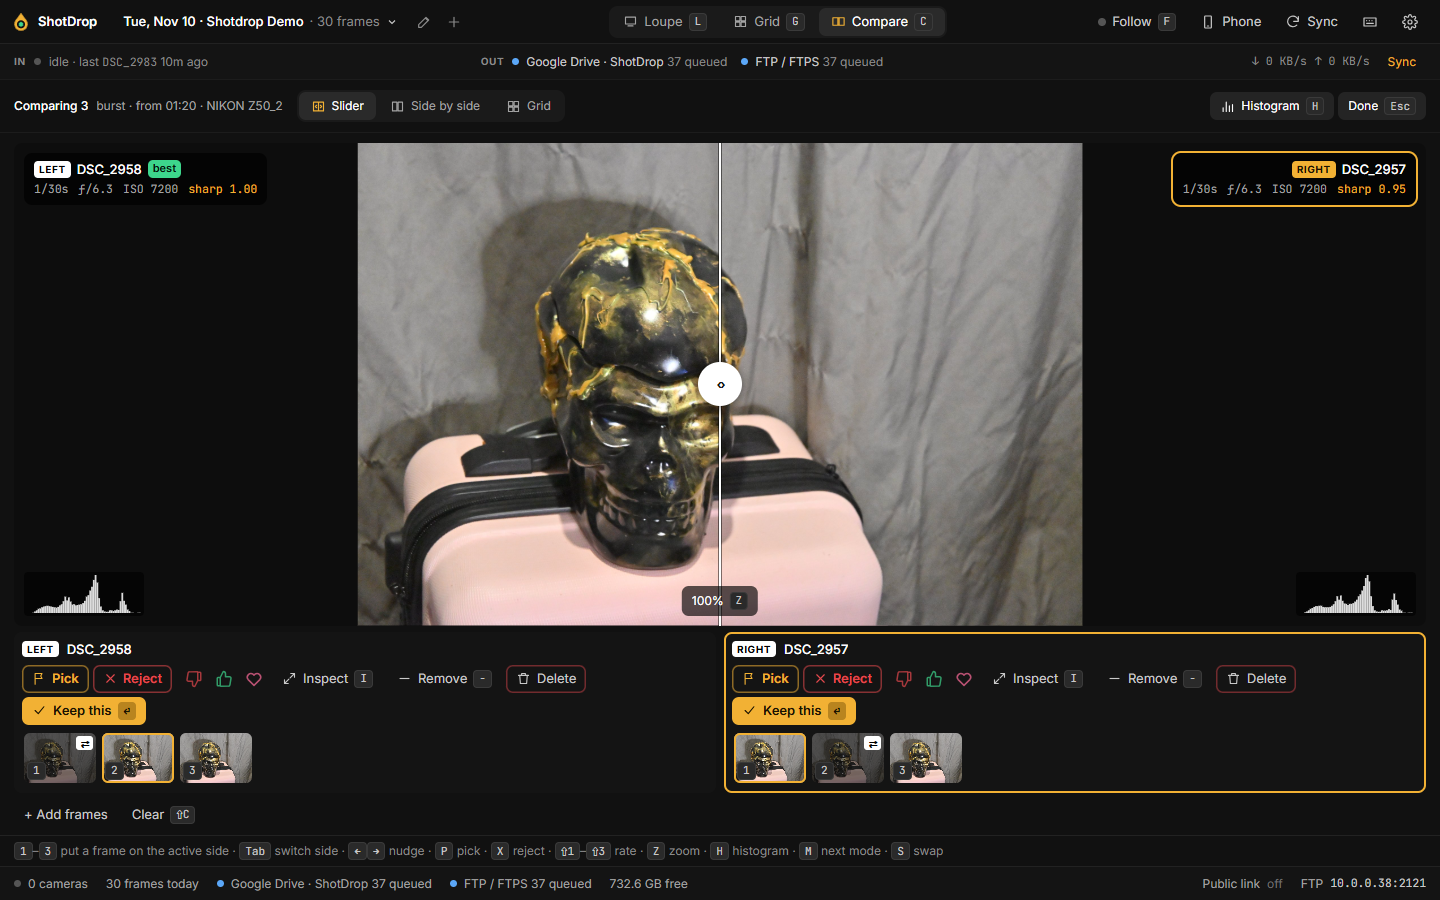 ShotDrop Tue, Nov 10 · Shotdrop Demo · 30 frames Loupe L Grid G Compare C Follow F Phone Sync
IN idle · last DSC_2983 10m ago OUT Google Drive · ShotDrop 37 queued FTP / FTPS 37 queued ↓ 0 KB/s ↑ 0 KB/s Sync
Comparing 3 burst · from 01:20 · NIKON Z50_2 Slider Side by side Grid Histogram H Done Esc
LEFT DSC_2958 best
1/30s ƒ/6.3 ISO 7200 sharp 1.00
RIGHT DSC_2957
1/30s ƒ/6.3 ISO 7200 sharp 0.95
100% Z
LEFT DSC_2958
Pick Reject Inspect I Remove - Delete
Keep this ↵
1 2 3
RIGHT DSC_2957
Pick Reject Inspect I Remove - Delete
Keep this ↵
1 2 3
+ Add frames Clear ⇧C
1–3 put a frame on the active side · Tab switch side · ← → nudge · P pick · X reject · ⇧1–⇧3 rate · Z zoom · H histogram · M next mode · S swap
0 cameras 30 frames today Google Drive · ShotDrop 37 queued FTP / FTPS 37 queued 732.6 GB free Public link off FTP 10.0.0.38:2121